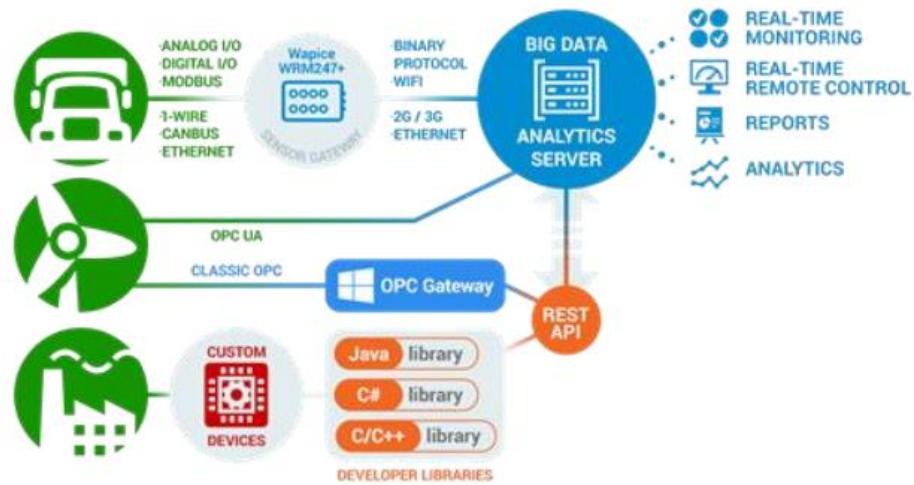 ·ANALOG I/O
·DIGITAL I/O
·MODBUS
·1-WIRE
·CANBUS
·ETHERNET
Wapice
WRM247+
SENSOR GATEWAY
·BINARY
PROTOCOL
·WIFI
·2G / 3G
·ETHERNET
BIG DATA
ANALYTICS
SERVER
REAL-TIME
MONITORING
REAL-TIME
REMOTE CONTROL
REPORTS
ANALYTICS
OPC UA
CLASSIC OPC
OPC Gateway
REST
API
CUSTOM
DEVICES
Java library
C# library
C/C++ library
DEVELOPER LIBRARIES